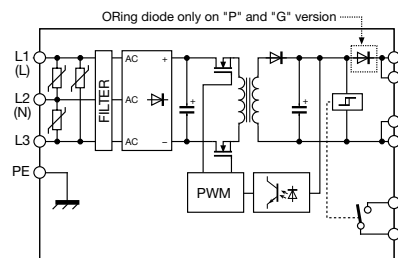 ORing diode only on "P" and "G" version
L1
(L)
L2
(N)
L3
PE
FILTER
AC
AC
AC
+
−
+
+
PWM